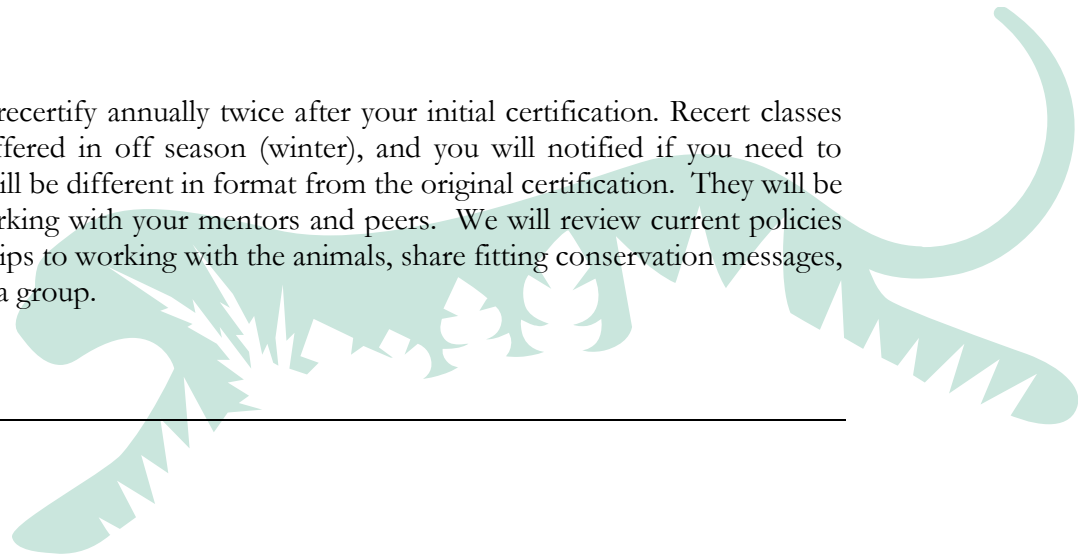 recertify annually twice after your initial certification. Recert classes
ffered in off season (winter), and you will notified if you need to
ill be different in format from the original certification. They will be
rking with your mentors and peers. We will review current policies
ips to working with the animals, share fitting conservation messages,
a group.